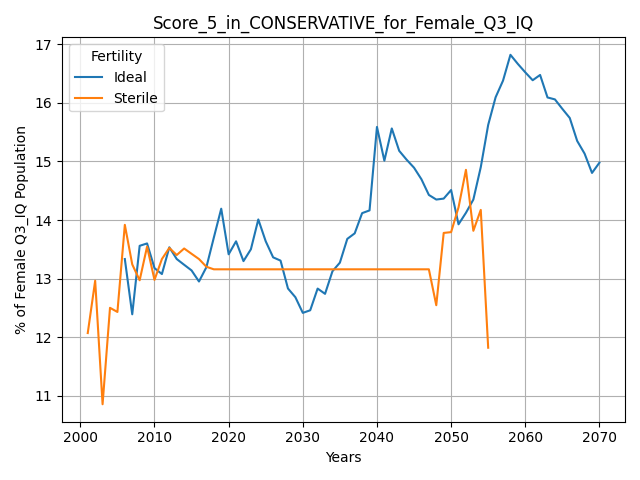 Score_5_in_CONSERVATIVE_for_Female_Q3_IQ
Fertility
Ideal
Sterile
% of Female Q3_IQ Population
17
16
15
14
13
12
11
2000 2010 2020 2030 2040 2050 2060 2070
Years